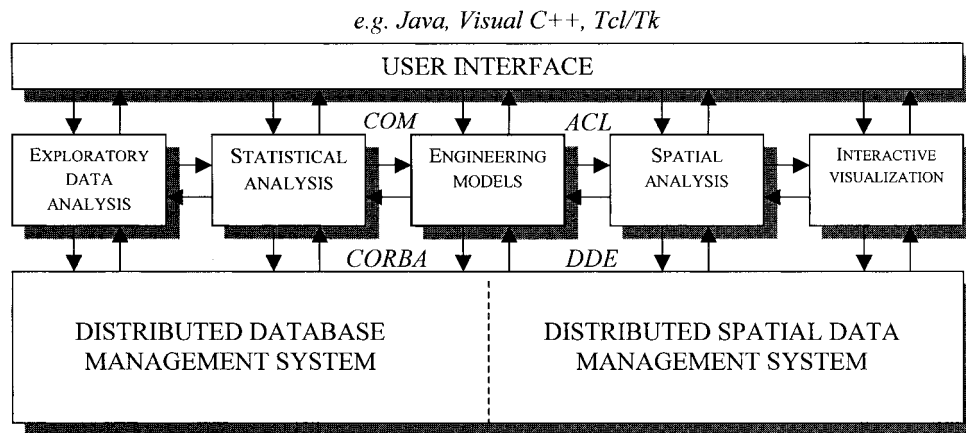 e.g. Java, Visual C++, Tcl/Tk
USER INTERFACE
COM
ACL
EXPLORATORY
DATA
ANALYSIS
STATISTICAL
ANALYSIS
ENGINEERING
MODELS
SPATIAL
ANALYSIS
INTERACTIVE
VISUALIZATION
CORBA
DDE
DISTRIBUTED DATABASE
MANAGEMENT SYSTEM
DISTRIBUTED SPATIAL DATA
MANAGEMENT SYSTEM